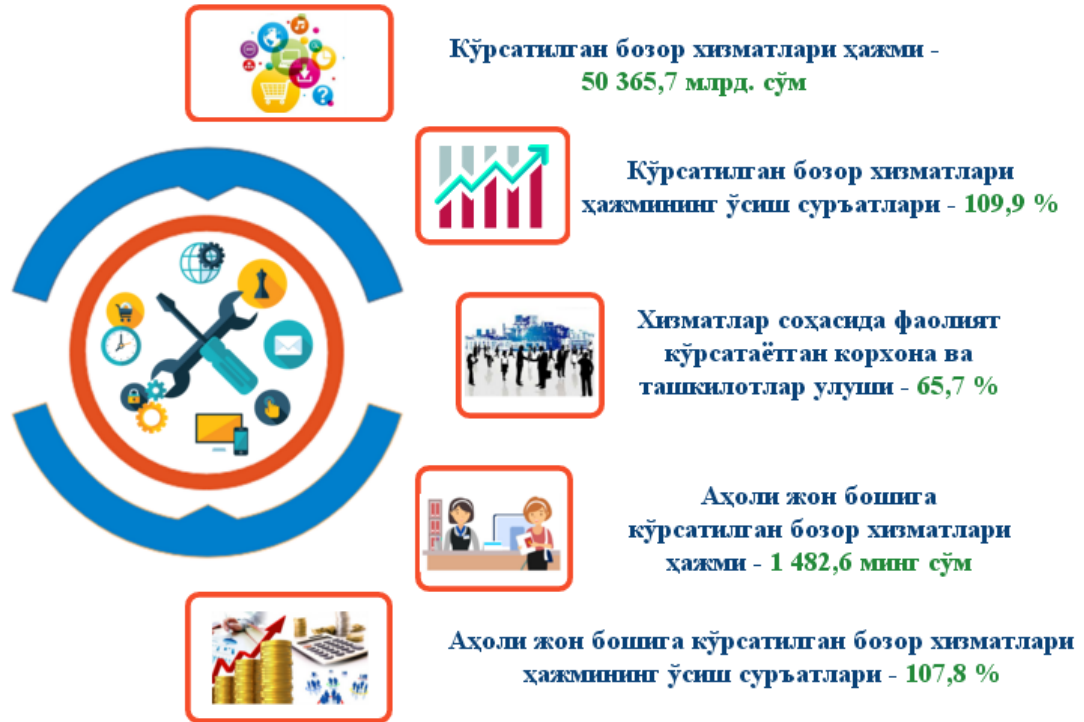 Кўрсатилган бозор хизматлари ҳажми -
50 365,7 млрд. сўм
Кўрсатилган бозор хизматлари
ҳажмининг ўсиш суръатлари - 109,9 %
Хизматлар соҳасида фаолият
кўрсатаётган корхона ва
ташкилотлар улуши - 65,7 %
Аҳоли жон бошига
кўрсатилган бозор хизматлари
ҳажми - 1 482,6 минг сўм
Аҳоли жон бошига кўрсатилган бозор хизматлари
ҳажмининг ўсиш суръатлари - 107,8 %